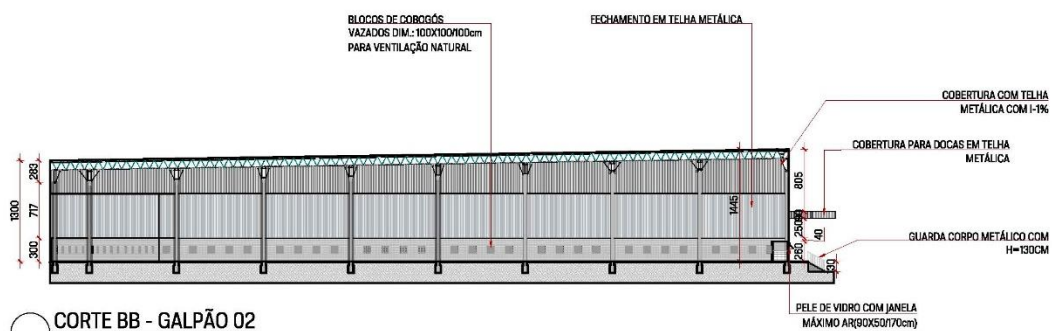 BLOCOS DE COBOGÓS
VAZADOS DIM.: 100X100/100cm
PARA VENTILAÇÃO NATURAL
FECHAMENTO EM TELHA METÁLICA
COBERTURA COM TELHA
METÁLICA COM I-1%
COBERTURA PARA DOCAS EM TELHA
METÁLICA
GUARDA CORPO METÁLICO COM
H=130CM
PELE DE VIDRO COM JANELA
MÁXIMO AR(90X50/170cm)
1300
283
717
300
1445
805
250
260
40
130
CORTE BB - GALPÃO 02